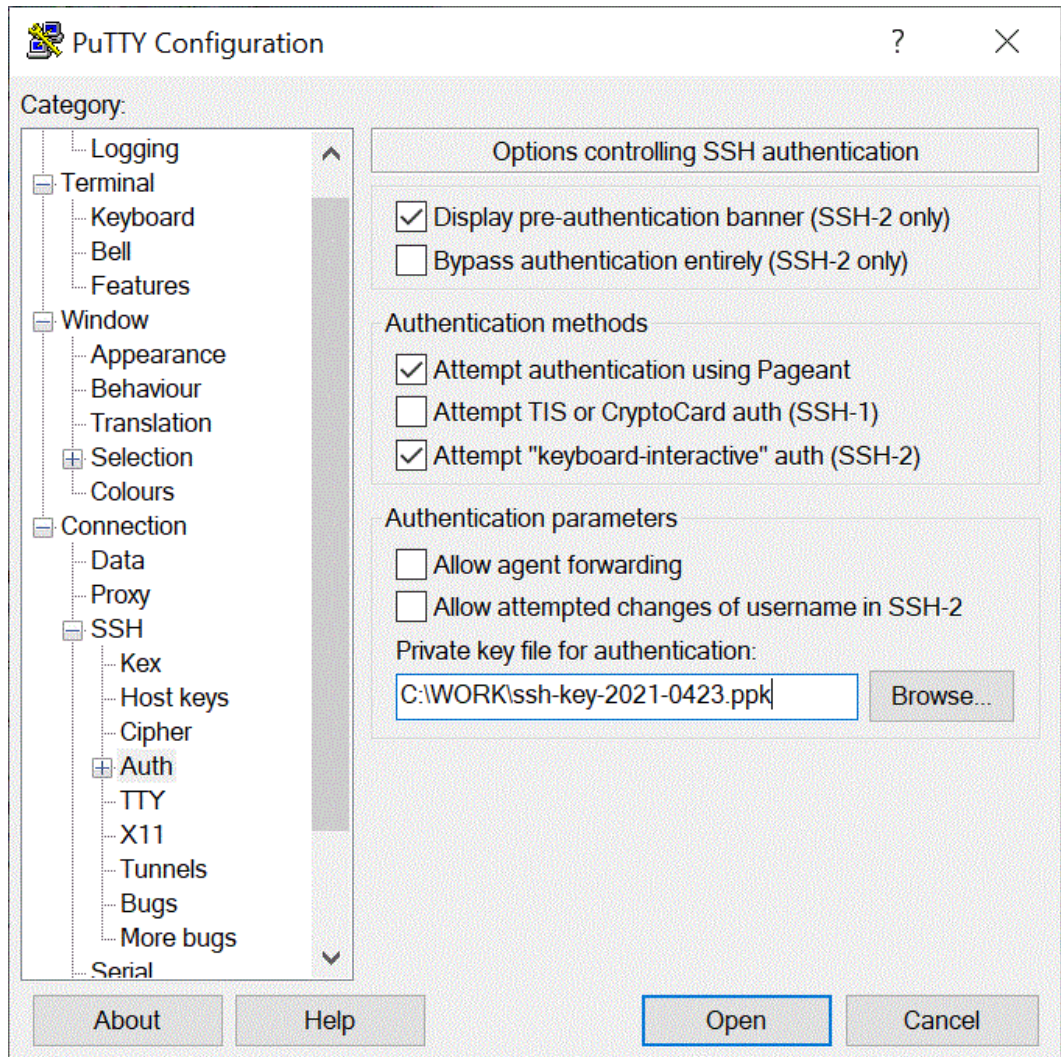 PuTTY Configuration
?
Category:
Logging
Terminal
Keyboard
Bell
Features
Window
Appearance
Behaviour
Translation
Selection
Colours
Connection
Data
Proxy
SSH
Kex
Host keys
Cipher
Auth
TTY
X11
Tunnels
Bugs
More bugs
Serial
Options controlling SSH authentication
Display pre-authentication banner (SSH-2 only)
Bypass authentication entirely (SSH-2 only)
Authentication methods
Attempt authentication using Pageant
Attempt TIS or CryptoCard auth (SSH-1)
Attempt "keyboard-interactive" auth (SSH-2)
Authentication parameters
Allow agent forwarding
Allow attempted changes of username in SSH-2
Private key file for authentication:
C:\WORK\ssh-key-2021-0423.ppk
Browse...
About
Help
Open
Cancel